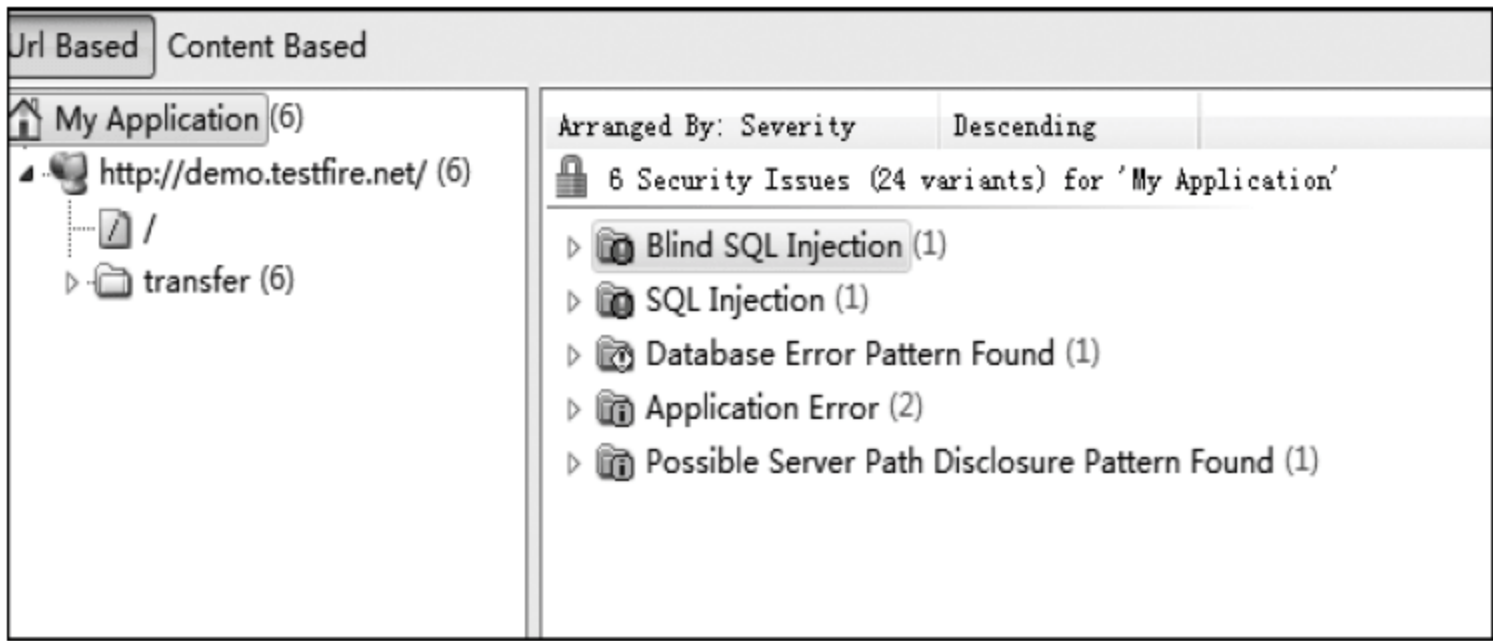 Url Based Content Based
My Application (6)
http://demo.testfire.net/ (6)
/
transfer (6)
Arranged By: Severity Descending
6 Security Issues (24 variants) for 'My Application'
Blind SQL Injection (1)
SQL Injection (1)
Database Error Pattern Found (1)
Application Error (2)
Possible Server Path Disclosure Pattern Found (1)